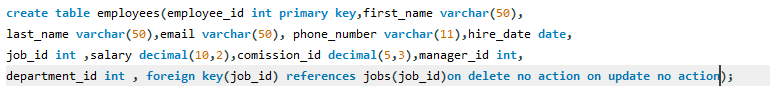 create table employees(employee_id int primary key,first_name varchar(50),
last_name varchar(50),email varchar(50), phone_number varchar(11),hire_date date,
job_id int ,salary decimal(10,2),comission_id decimal(5,3),manager_id int,
department_id int , foreign key(job_id) references jobs(job_id)on delete no action on update no action);